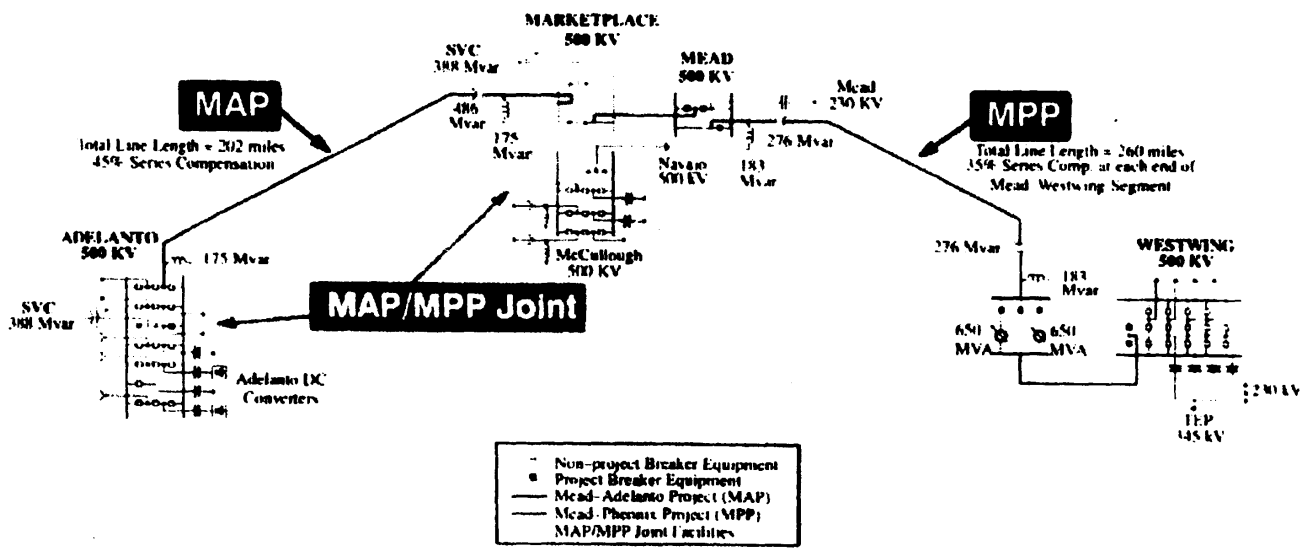 MARKETPLACE
500 KV
SVC
388 Mvar
MEAD
500 KV
Mead
230 KV
MAP
MPP
486
Mvar
175
Mvar
276 Mvar
183
Mvar
Navajo
500 kV
Total Line Length = 202 miles
45% Series Compensation
Total Line Length = 260 miles
35% Series Comp. at each end of
Mead-Westwing Segment
ADELANTO
500 KV
175 Mvar
McCullough
500 KV
276 Mvar
WESTWING
500 KV
183
Mvar
MAP/MPP Joint
SVC
388 Mvar
650
MVA
650
MVA
Adelanto DC
Converters
230 kV
TEP
345 kV
Non-project Breaker Equipment
Project Breaker Equipment
Mead-Adelanto Project (MAP)
Mead-Phoenix Project (MPP)
MAP/MPP Joint Facilities